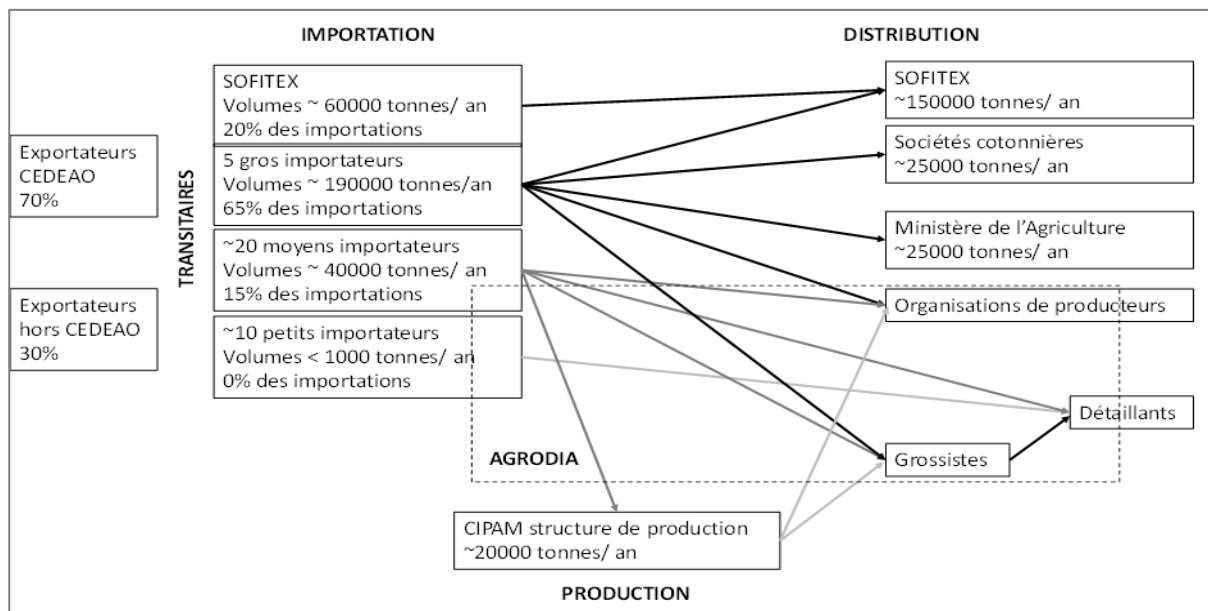 IMPORTATION
DISTRIBUTION
Exportateurs
CEDEAO
70%
Exportateurs
hors CEDEAO
30%
TRANSITAIRES
SOFITEX
Volumes ~ 60000 tonnes/ an
20% des importations
5 gros importateurs
Volumes ~ 190000 tonnes/an
65% des importations
~20 moyens importateurs
Volumes ~ 40000 tonnes/ an
15% des importations
~10 petits importateurs
Volumes < 1000 tonnes/ an
0% des importations
SOFITEX
~150000 tonnes/ an
Sociétés cotonnières
~25000 tonnes/ an
Ministère de l’Agriculture
~25000 tonnes/ an
Organisations de producteurs
Détaillants
Grossistes
AGRODIA
CIPAM structure de production
~20000 tonnes/ an
PRODUCTION